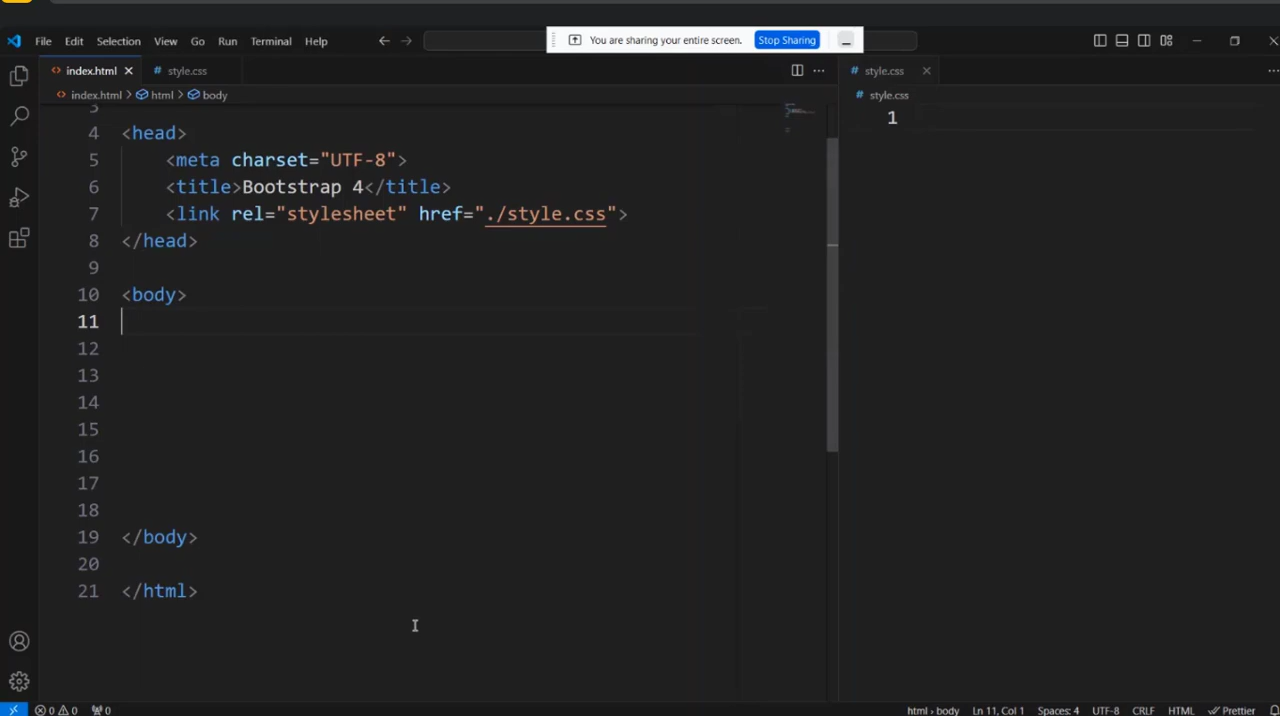 File Edit Selection View Go Run Terminal Help
You are sharing your entire screen. Stop Sharing
index.html style.css
style.css
index.html > html > body
style.css
3
4 <head>
5 <meta charset="UTF-8">
6 <title>Bootstrap 4</title>
7 <link rel="stylesheet" href="./style.css">
8 </head>
9
10 <body>
11
12
13
14
15
16
17
18
19 </body>
20
21 </html>
1
0 0 0 html > body Ln 11, Col 1 Spaces: 4 UTF-8 CRLF HTML Prettier